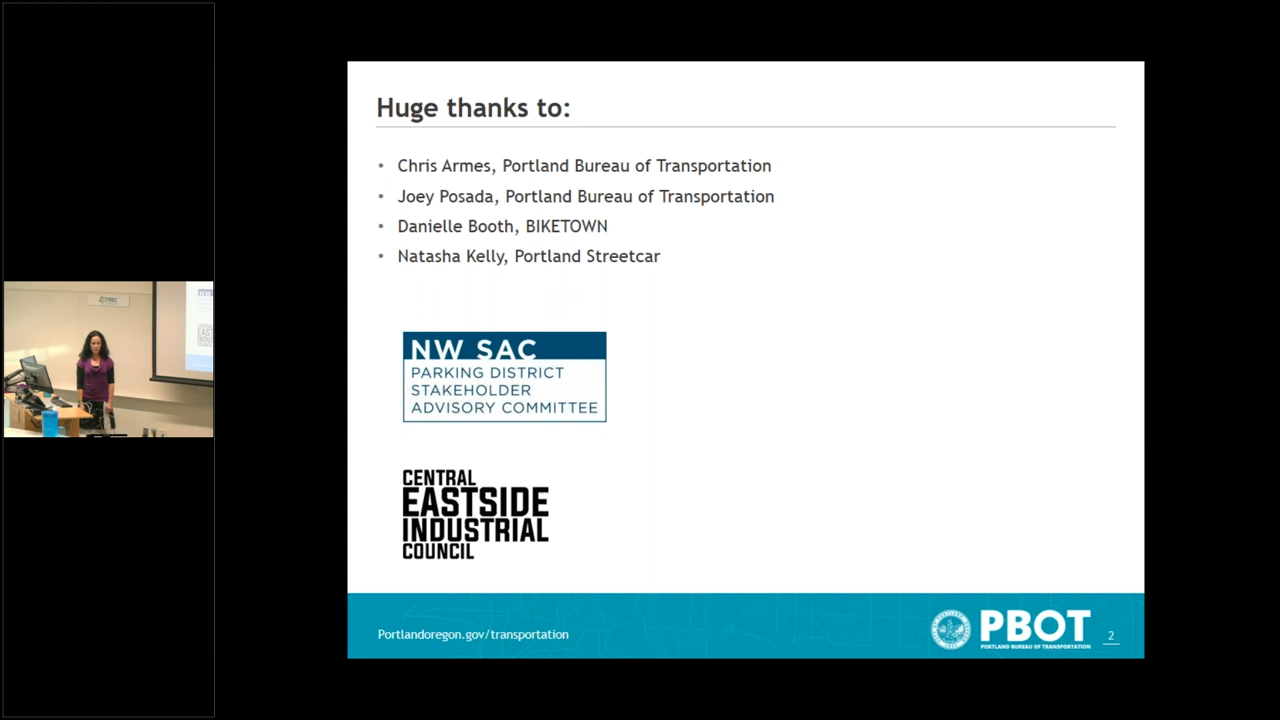 Huge thanks to:
• Chris Armes, Portland Bureau of Transportation
• Joey Posada, Portland Bureau of Transportation
• Danielle Booth, BIKETOWN
• Natasha Kelly, Portland Streetcar
NW SAC
PARKING DISTRICT
STAKEHOLDER
ADVISORY COMMITTEE
CENTRAL
EASTSIDE
INDUSTRIAL
COUNCIL
Portlandoregon.gov/transportation
PBOT
PORTLAND BUREAU OF TRANSPORTATION
2
TREC
NW